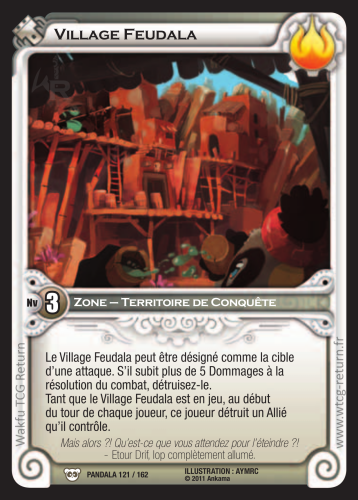 Village Feudala
Nv 3 Zone – Territoire de Conquête
Le Village Feudala peut être désigné comme la cible
d'une attaque. S'il subit plus de 5 Dommages à la
résolution du combat, détruisez-le.
Tant que le Village Feudala est en jeu, au début
du tour de chaque joueur, ce joueur détruit un Allié
qu'il contrôle.
Mais alors ?! Qu'est-ce que vous attendez pour l'éteindre ?!
- Etour Drif, lop complètement allumé.
PANDALA 121 / 162
ILLUSTRATION : AYMRC
© 2011 Ankama
Wakfu TCG Return
www.wtcg-return.fr